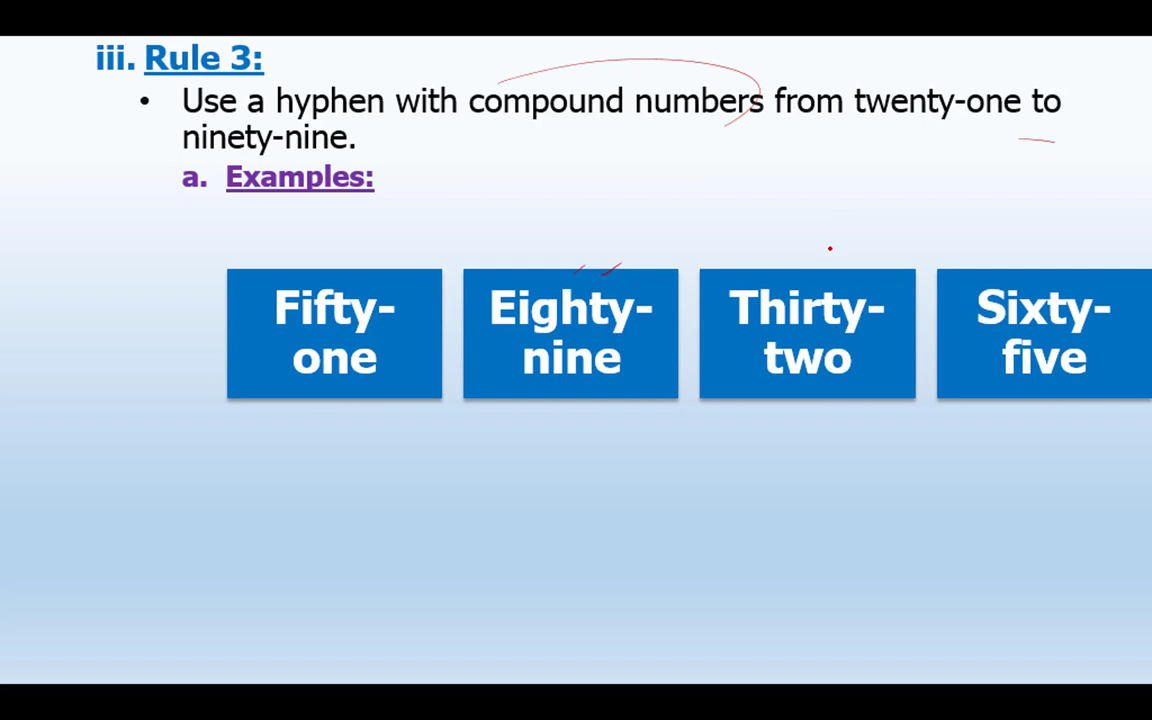 iii. Rule 3:
• Use a hyphen with compound numbers from twenty-one to
ninety-nine.
a. Examples:
Fifty-
one
Eighty-
nine
Thirty-
two
Sixty-
five